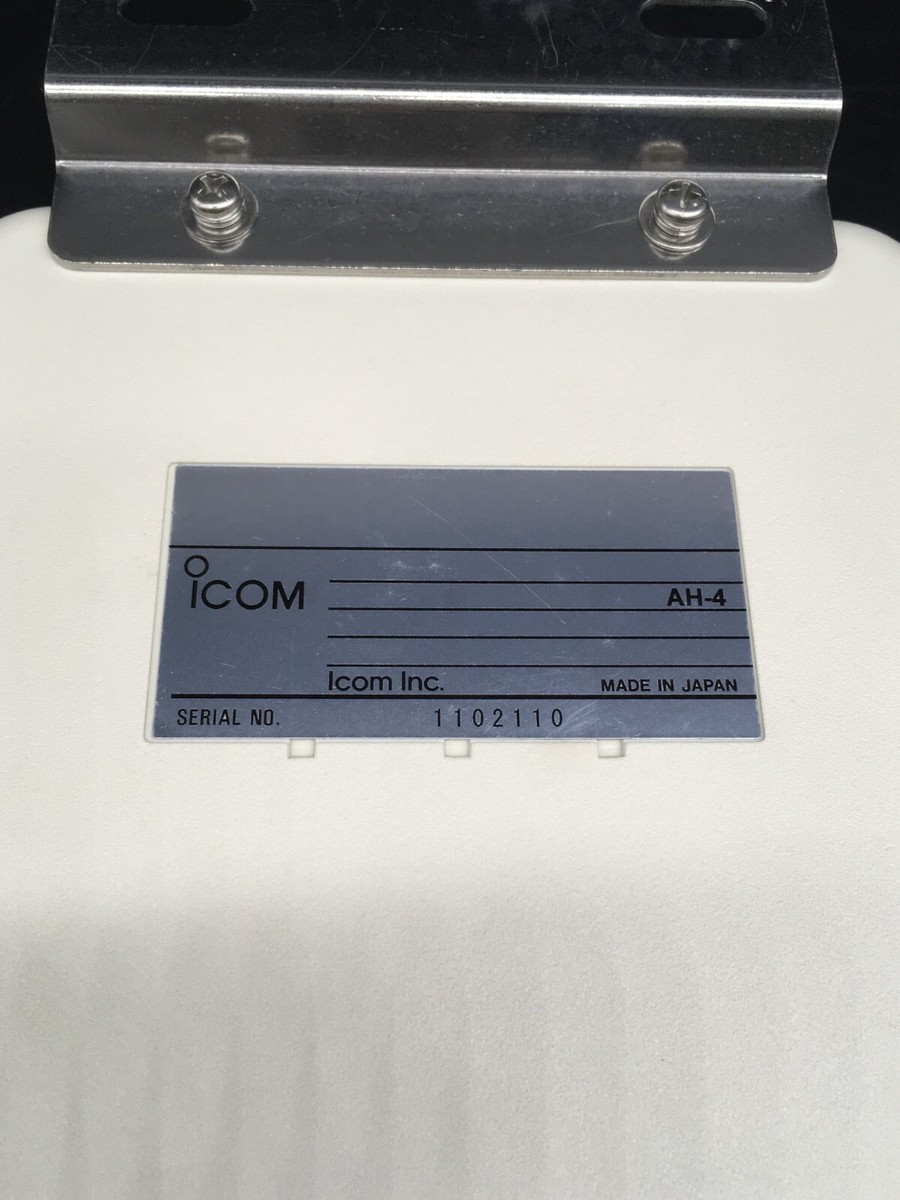 ICOM
AH-4
Icom Inc. MADE IN JAPAN
SERIAL NO. 1102110